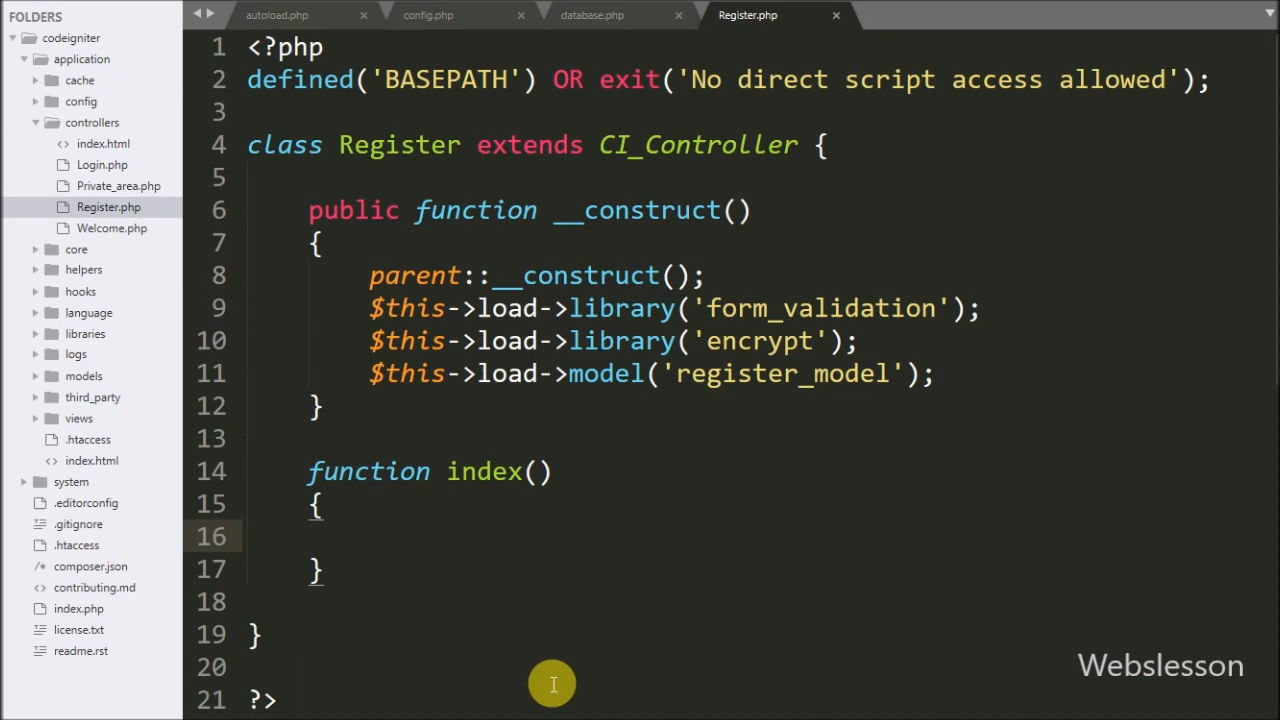 FOLDERS
codeigniter
application
cache
config
controllers
index.html
Login.php
Private_area.php
Register.php
Welcome.php
core
helpers
hooks
language
libraries
logs
models
third_party
views
.htaccess
index.html
system
.editorconfig
.gitignore
.htaccess
composer.json
contributing.md
index.php
license.txt
readme.rst
autoload.php
config.php
database.php
Register.php
1 <?php
2 defined('BASEPATH') OR exit('No direct script access allowed');
3
4 class Register extends CI_Controller {
5
6 public function __construct()
7 {
8 parent::__construct();
9 $this->load->library('form_validation');
10 $this->load->library('encrypt');
11 $this->load->model('register_model');
12 }
13
14 function index()
15 {
16
17 }
18
19 }
20
21 ?>
Webslesson